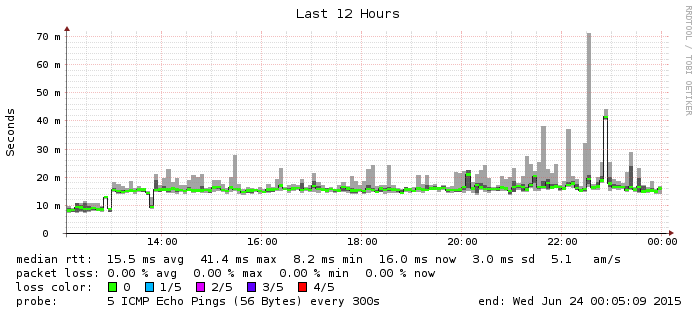 Last 12 Hours
RRDTOOL / TOBI OETIKER
Seconds
70 m
60 m
50 m
40 m
30 m
20 m
10 m
0
14:00 16:00 18:00 20:00 22:00 00:00
median rtt: 15.5 ms avg 41.4 ms max 8.2 ms min 16.0 ms now 3.0 ms sd 5.1 am/s
packet loss: 0.00 % avg 0.00 % max 0.00 % min 0.00 % now
loss color: 0 1/5 2/5 3/5 4/5
probe: 5 ICMP Echo Pings (56 Bytes) every 300s end: Wed Jun 24 00:05:09 2015